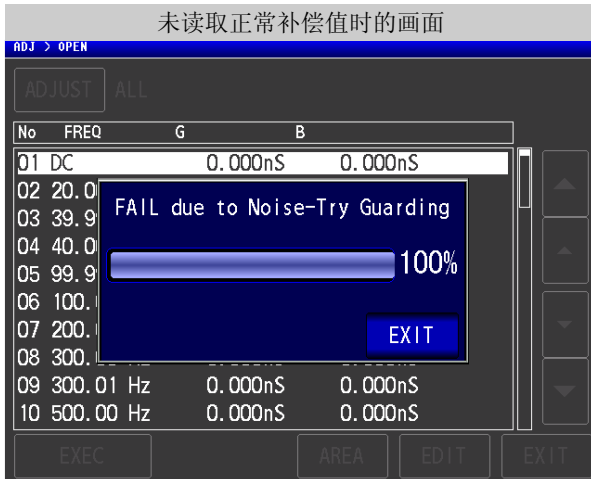 未读取正常补偿值时的画面
ADJ > OPEN
ADJUST ALL
No FREQ G B
01 DC 0.000nS 0.000nS
02 20.0
03 39.9
04 40.0
05 99.9
06 100.
07 200.
08 300.
FAIL due to Noise-Try Guarding
100%
EXIT
09 300.01 Hz 0.000nS 0.000nS
10 500.00 Hz 0.000nS 0.000nS
EXEC AREA EDIT EXIT